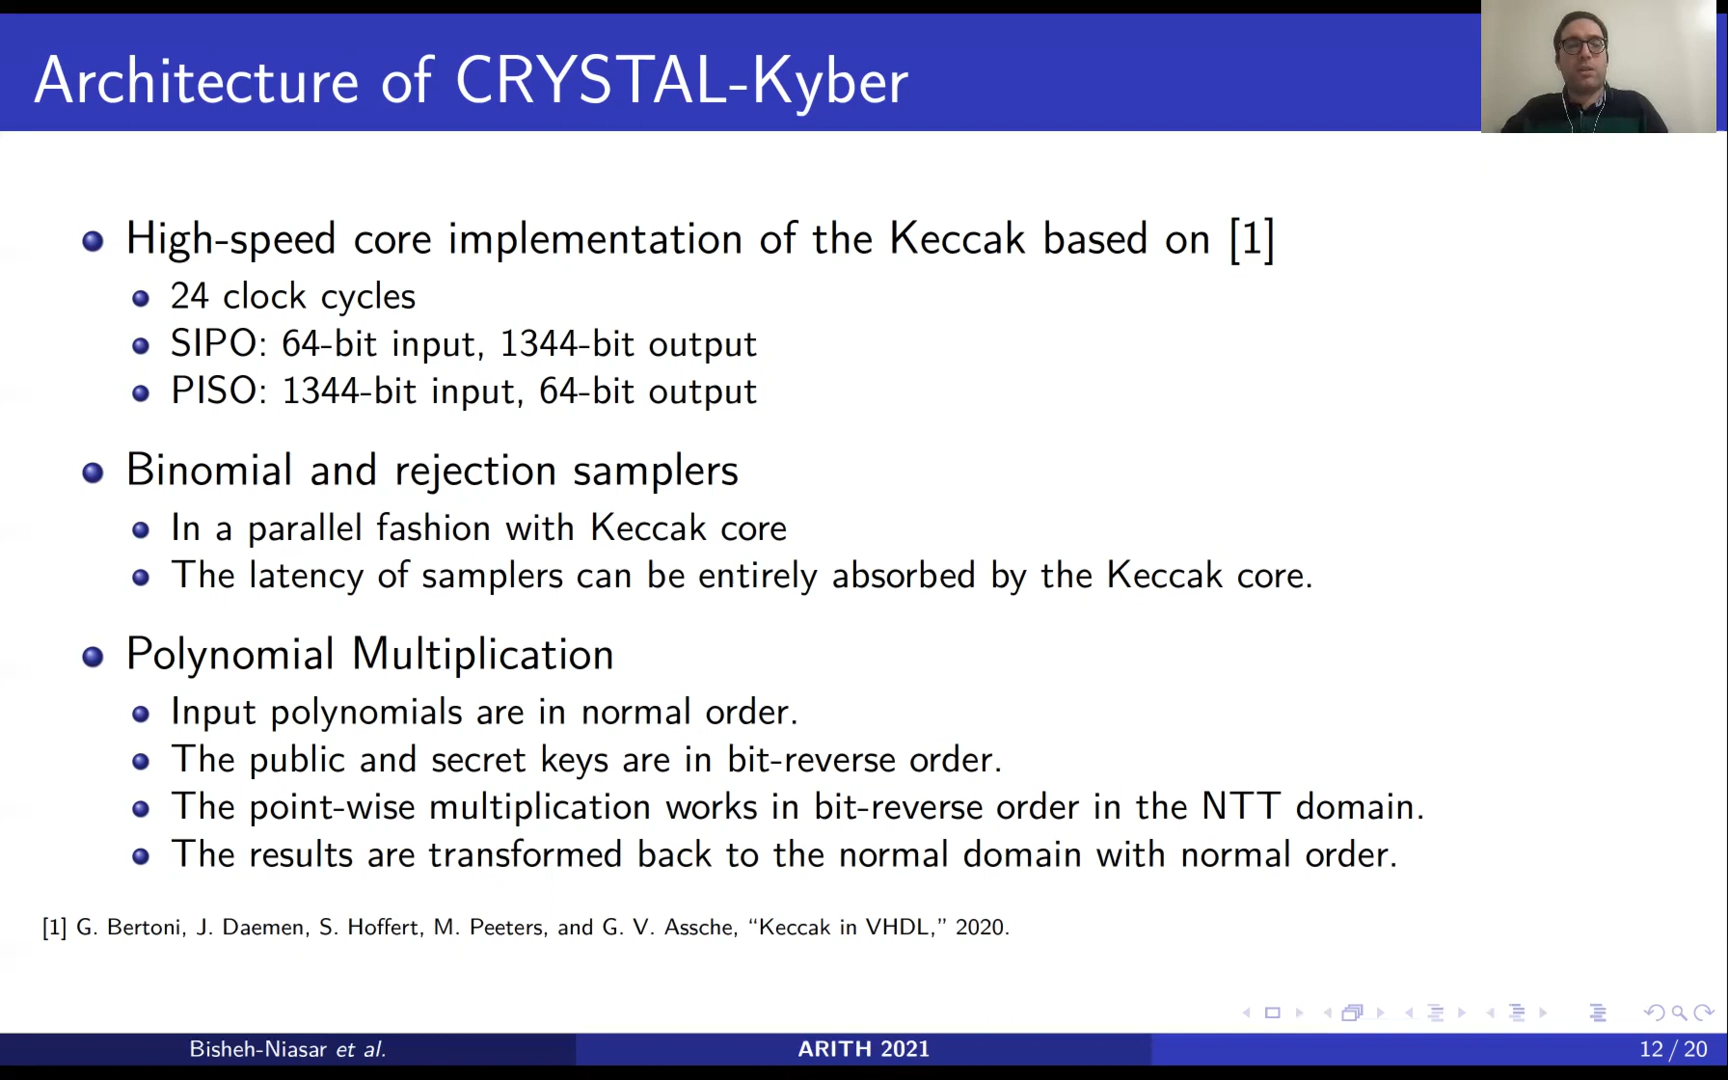 Architecture of CRYSTAL-Kyber
High-speed core implementation of the Keccak based on [1]
24 clock cycles
SIPO: 64-bit input, 1344-bit output
PISO: 1344-bit input, 64-bit output
Binomial and rejection samplers
In a parallel fashion with Keccak core
The latency of samplers can be entirely absorbed by the Keccak core.
Polynomial Multiplication
Input polynomials are in normal order.
The public and secret keys are in bit-reverse order.
The point-wise multiplication works in bit-reverse order in the NTT domain.
The results are transformed back to the normal domain with normal order.
[1] G. Bertoni, J. Daemen, S. Hoffert, M. Peeters, and G. V. Assche, “Keccak in VHDL,” 2020.
Bisheh-Niasar et al. ARITH 2021 12 / 20